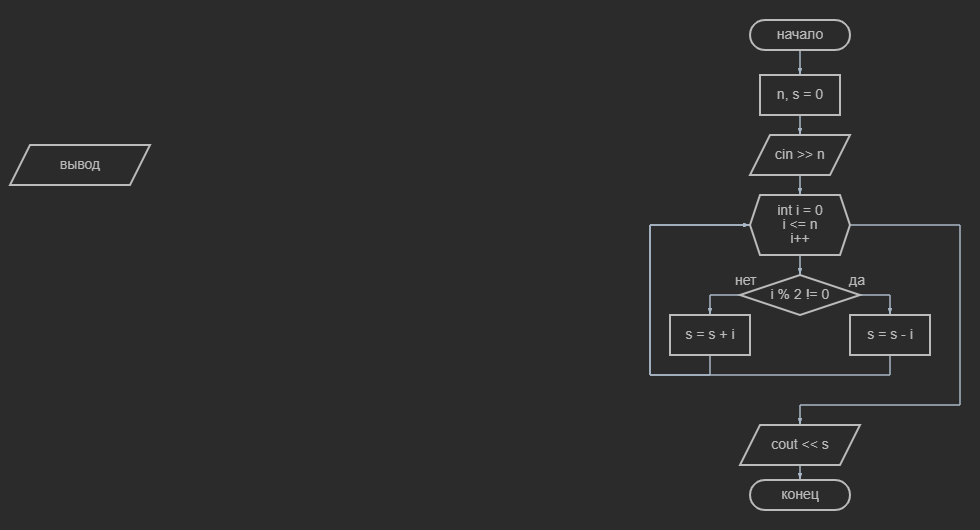 начало
n, s = 0
вывод
cin >> n
int i = 0
i <= n
i++
нет
да
i % 2 != 0
s = s + i
s = s - i
cout << s
конец